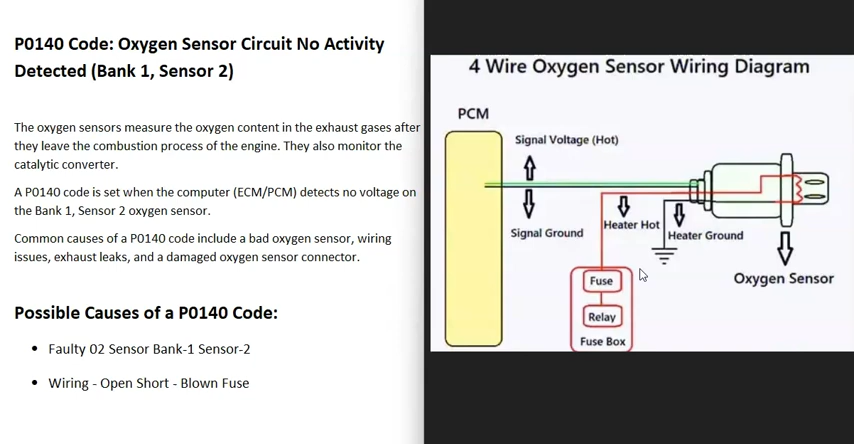 P0140 Code: Oxygen Sensor Circuit No Activity
Detected (Bank 1, Sensor 2)
The oxygen sensors measure the oxygen content in the exhaust gases after
they leave the combustion process of the engine. They also monitor the
catalytic converter.
A P0140 code is set when the computer (ECM/PCM) detects no voltage on
the Bank 1, Sensor 2 oxygen sensor.
Common causes of a P0140 code include a bad oxygen sensor, wiring
issues, exhaust leaks, and a damaged oxygen sensor connector.
Possible Causes of a P0140 Code:
• Faulty 02 Sensor Bank-1 Sensor-2
• Wiring - Open Short - Blown Fuse
4 Wire Oxygen Sensor Wiring Diagram
PCM
Signal Voltage (Hot)
Signal Ground
Heater Hot
Heater Ground
Oxygen Sensor
Fuse
Relay
Fuse Box